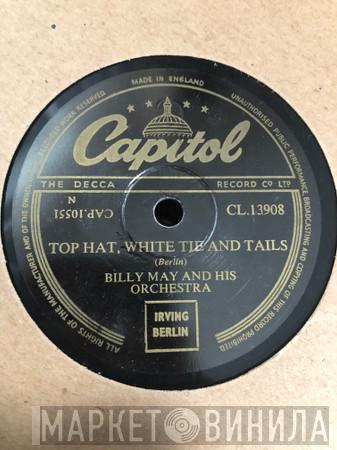 MADE IN ENGLAND
ALL RIGHTS OF THE MANUFACTURER AND OF THE OWNER OF THE RECORDED WORK RESERVED.
UNAUTHORISED PUBLIC PERFORMANCE BROADCASTING AND COPYING OF THIS RECORD PROHIBITED.
Capitol
THE DECCA RECORD CO LTD
CAP.10551
N
CL.13908
TOP HAT, WHITE TIE AND TAILS
(Berlin)
BILLY MAY AND HIS
ORCHESTRA
IRVING
BERLIN
МАРКЕТ ВИНИЛА